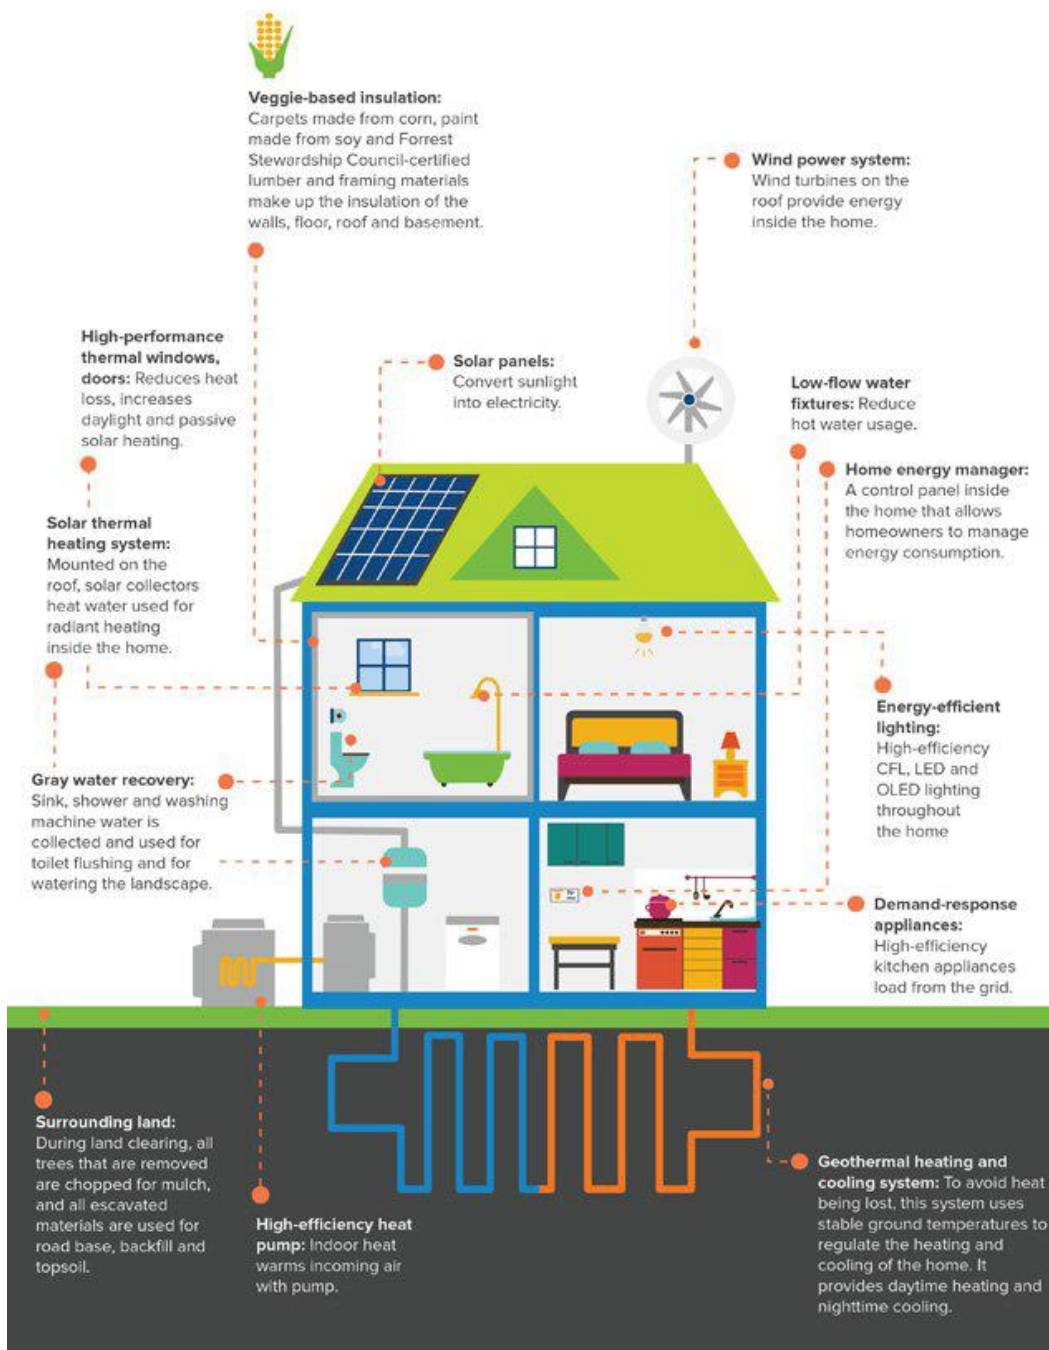 Veggie-based insulation:
Carpets made from corn, paint
made from soy and Forrest
Stewardship Council-certified
lumber and framing materials
make up the insulation of the
walls, floor, roof and basement.
Wind power system:
Wind turbines on the
roof provide energy
inside the home.
High-performance
thermal windows,
doors: Reduces heat
loss, increases
daylight and passive
solar heating.
Solar panels:
Convert sunlight
into electricity.
Low-flow water
fixtures: Reduce
hot water usage.
Home energy manager:
A control panel inside
the home that allows
homeowners to manage
energy consumption.
Solar thermal
heating system:
Mounted on the
roof, solar collectors
heat water used for
radiant heating
inside the home.
Energy-efficient
lighting:
High-efficiency
CFL, LED and
OLED lighting
throughout
the home
Gray water recovery:
Sink, shower and washing
machine water is
collected and used for
toilet flushing and for
watering the landscape.
Demand-response
appliances:
High-efficiency
kitchen appliances
load from the grid.
Surrounding land:
During land clearing, all
trees that are removed
are chopped for mulch,
and all escavated
materials are used for
road base, backfill and
topsoil.
High-efficiency heat
pump: Indoor heat
warms incoming air
with pump.
Geothermal heating and
cooling system: To avoid heat
being lost, this system uses
stable ground temperatures to
regulate the heating and
cooling of the home. It
provides daytime heating and
nighttime cooling.